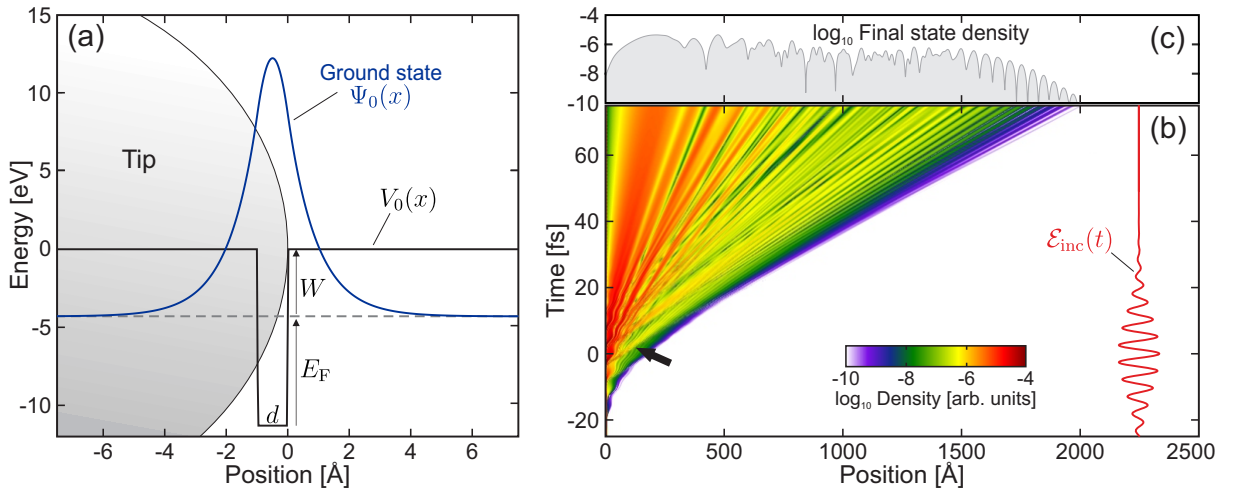 (a)
Energy [eV]
15
10
5
0
-5
-10
Ground state
Ψ₀(x)
Tip
V₀(x)
W
E_F
d
-6 -4 -2 0 2 4 6
Position [Å]
(c)
log₁₀ Final state density
-4
-6
-8
-10
(b)
Time [fs]
60
40
20
0
-20
ℰ_inc(t)
-10 -8 -6 -4
log₁₀ Density [arb. units]
0 500 1000 1500 2000 2500
Position [Å]